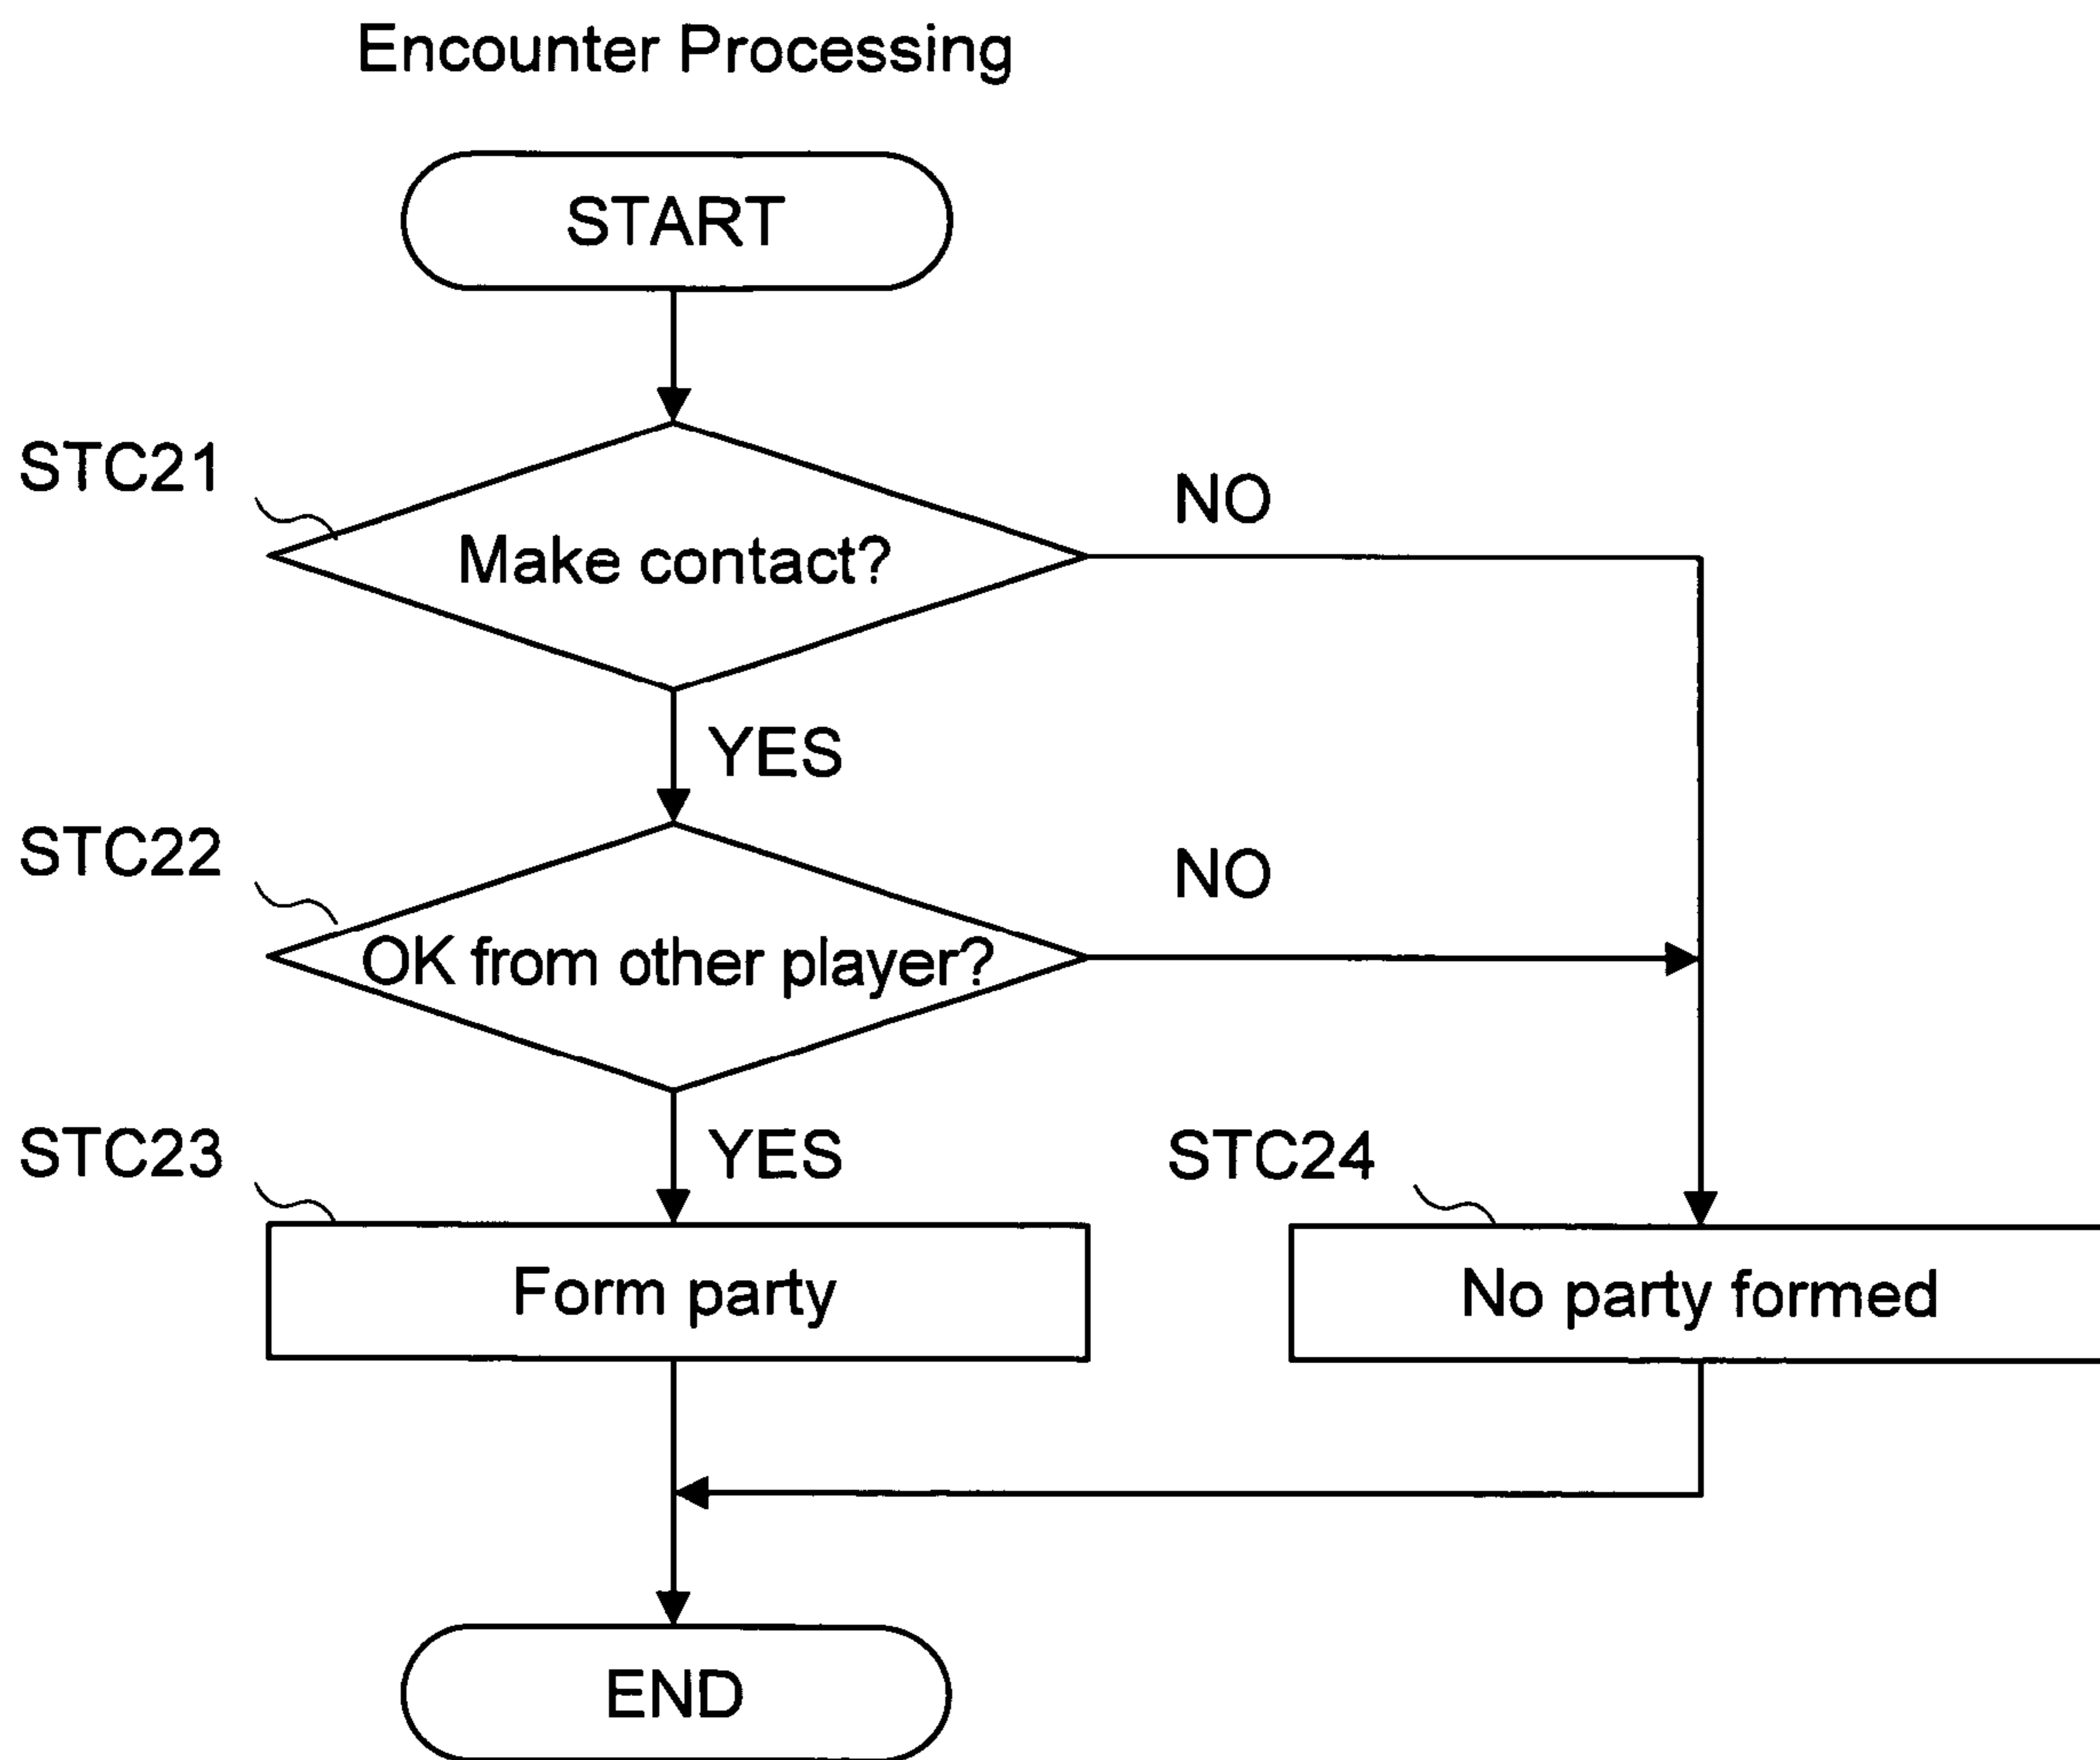 Encounter Processing
START
STC21
Make contact?
NO
YES
STC22
OK from other player?
NO
STC23
YES
STC24
Form party
No party formed
END